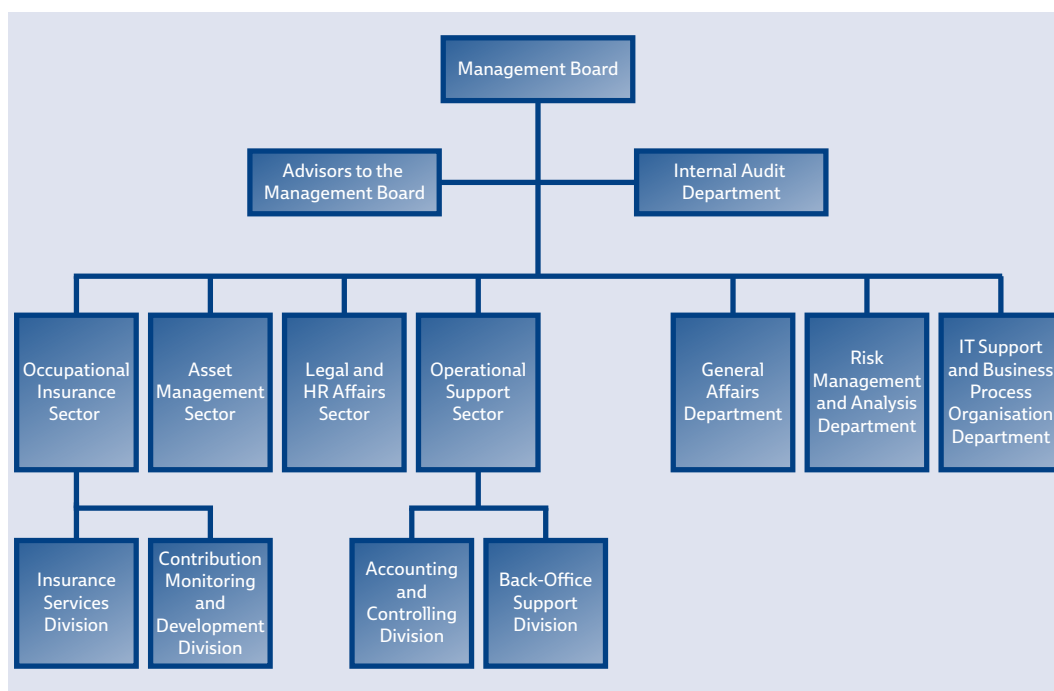 Management Board
Advisors to the
Management Board
Internal Audit
Department
Occupational
Insurance
Sector
Asset
Management
Sector
Legal and
HR Affairs
Sector
Operational
Support
Sector
General
Affairs
Department
Risk
Management
and Analysis
Department
IT Support
and Business
Process
Organisation
Department
Insurance
Services
Division
Contribution
Monitoring
and
Development
Division
Accounting
and
Controlling
Division
Back-Office
Support
Division